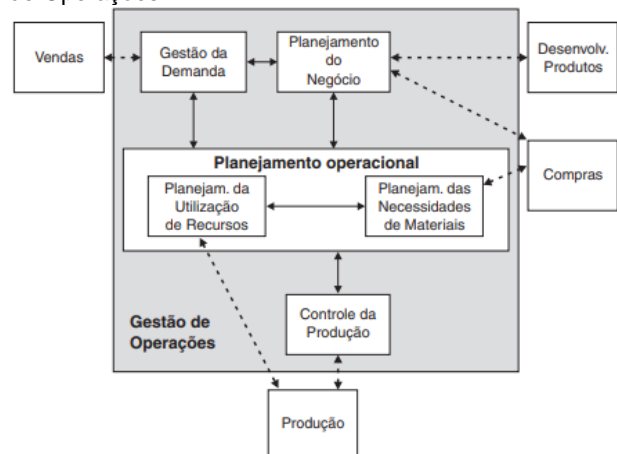 Vendas
Gestão da
Demanda
Planejamento
do
Negócio
Desenvolv.
Produtos
Compras
Planejamento operacional
Planejam. da
Utilização
de Recursos
Planejam. das
Necessidades
de Materiais
Gestão de
Operações
Controle da
Produção
Produção